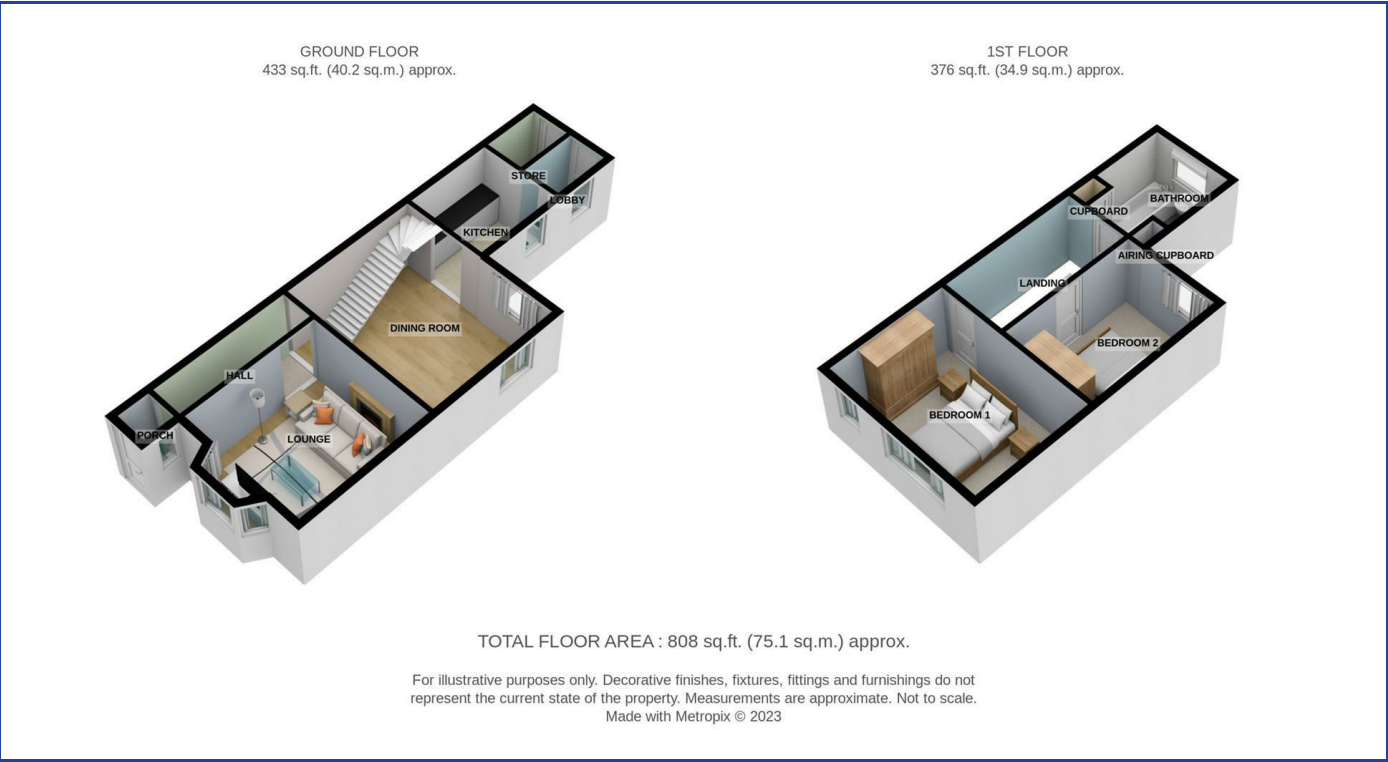 GROUND FLOOR
433 sq.ft. (40.2 sq.m.) approx.
STORE
LOBBY
KITCHEN
DINING ROOM
HALL
PORCH
LOUNGE
1ST FLOOR
376 sq.ft. (34.9 sq.m.) approx.
BATHROOM
CUPBOARD
AIRING CUPBOARD
LANDING
BEDROOM 2
BEDROOM 1
TOTAL FLOOR AREA : 808 sq.ft. (75.1 sq.m.) approx.
For illustrative purposes only. Decorative finishes, fixtures, fittings and furnishings do not
represent the current state of the property. Measurements are approximate. Not to scale.
Made with Metropix © 2023